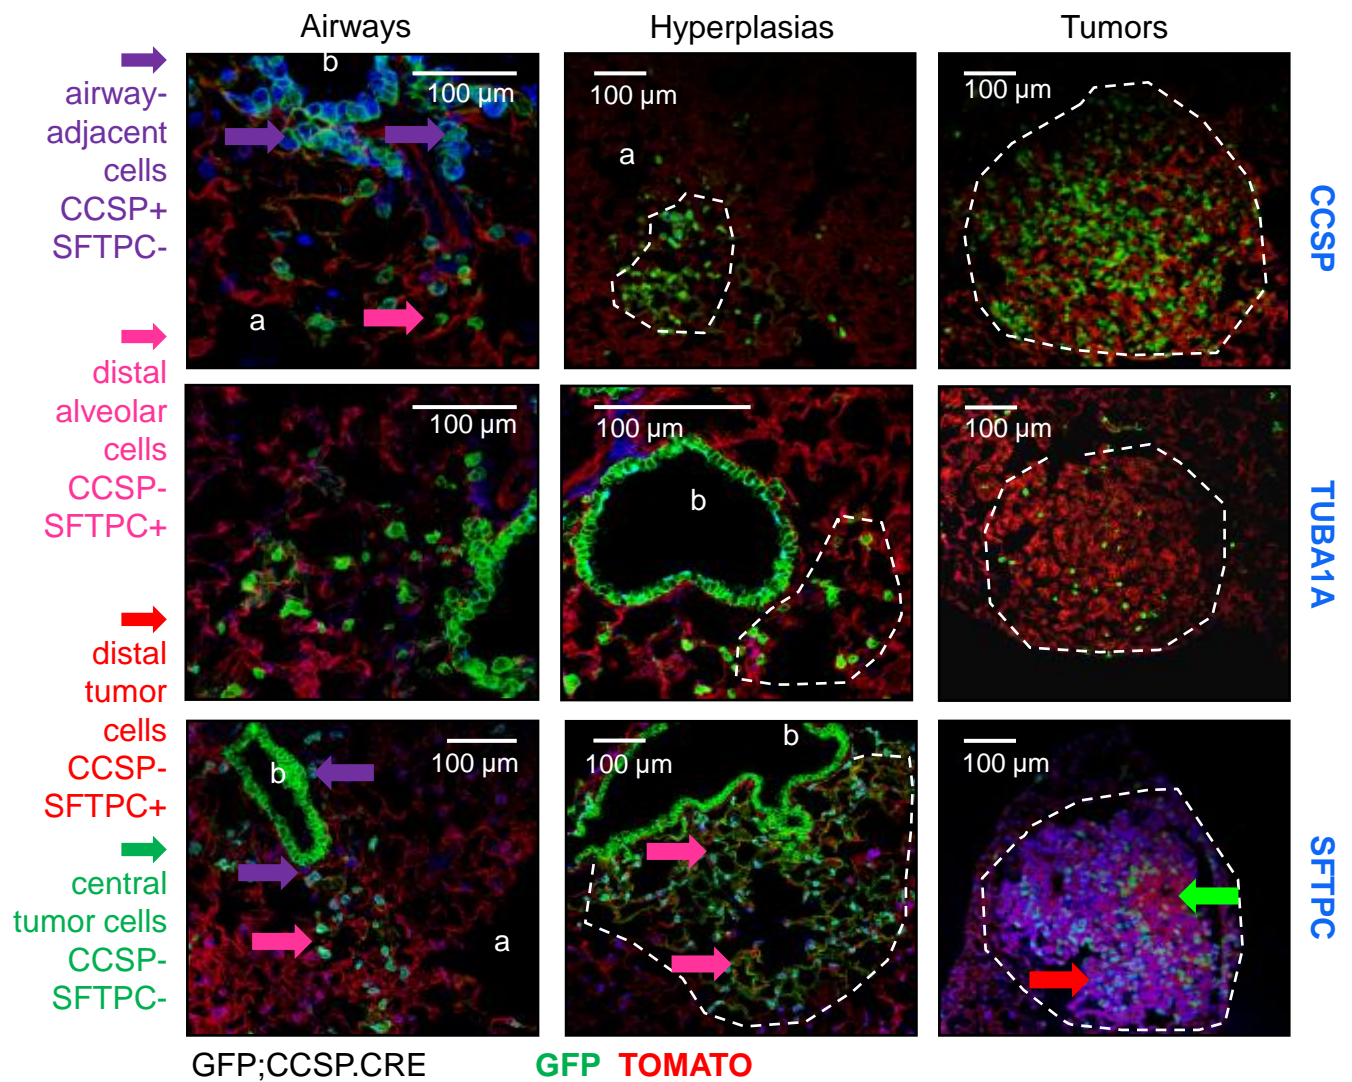 Airways
Hyperplasias
Tumors
airway-
adjacent
cells
CCSP+
SFTPC-
distal
alveolar
cells
CCSP-
SFTPC+
distal
tumor
cells
CCSP-
SFTPC+
central
tumor cells
CCSP-
SFTPC-
b
100 µm
a
100 µm
a
100 µm
CCSP
100 µm
100 µm
b
100 µm
TUBA1A
b
100 µm
a
100 µm
b
100 µm
SFTPC
GFP;CCSP.CRE
GFP TOMATO